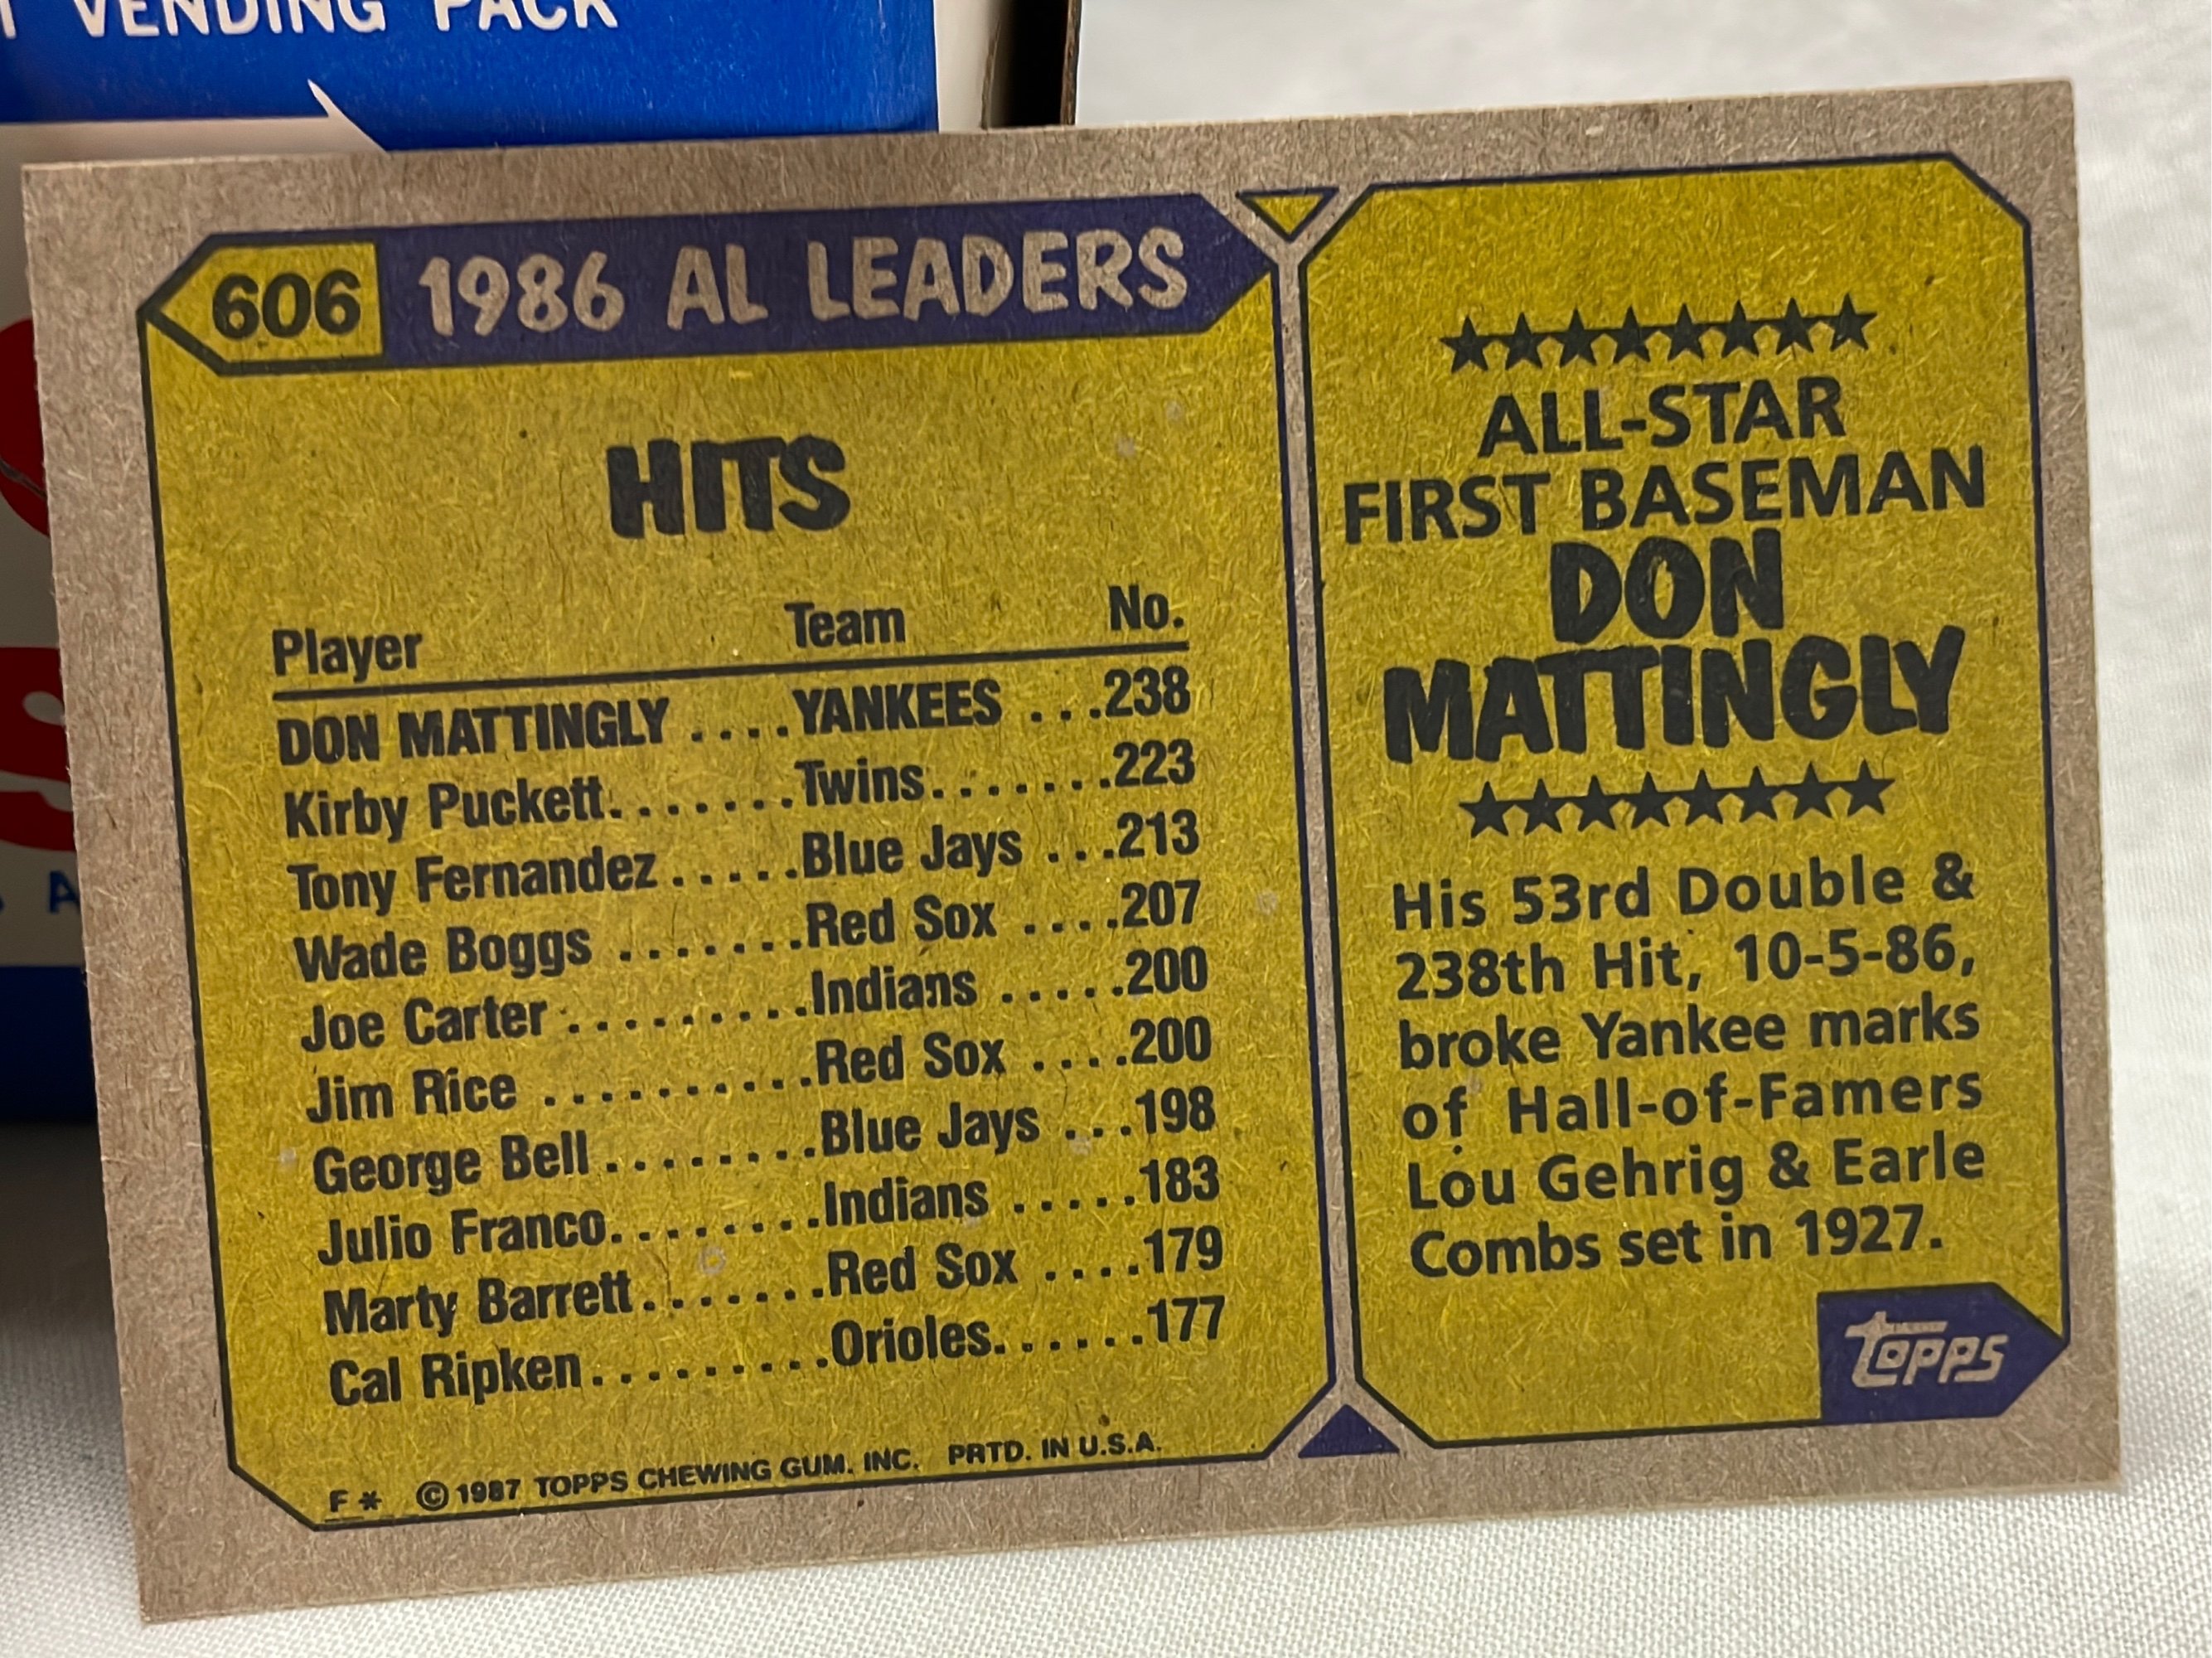 VENDING PACK
606 1986 AL LEADERS
HITS
Player Team No.
DON MATTINGLY ....YANKEES ...238
Kirby Puckett.......Twins.......223
Tony Fernandez.....Blue Jays ...213
Wade Boggs .......Red Sox ....207
Joe Carter.........Indians .....200
Jim Rice ..........Red Sox ....200
George Bell........Blue Jays ...198
Julio Franco........Indians .....183
Marty Barrett.......Red Sox ....179
Cal Ripken.........Orioles......177
F* © 1987 TOPPS CHEWING GUM, INC. PRTD. IN U.S.A.
ALL-STAR
FIRST BASEMAN
DON
MATTINGLY
His 53rd Double &
238th Hit, 10-5-86,
broke Yankee marks
of Hall-of-Famers
Lou Gehrig & Earle
Combs set in 1927.
TOPPS